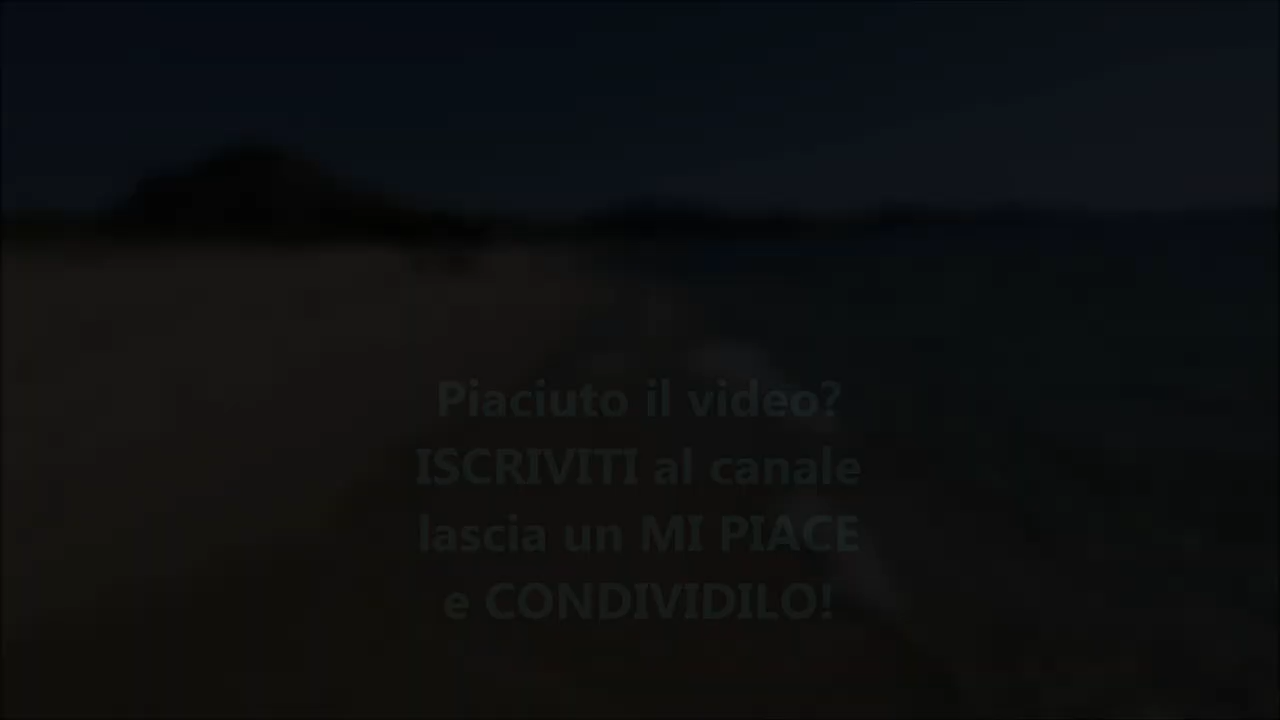 Piaciuto il video?
ISCRIVITI al canale
lascia un MI PIACE
e CONDIVIDILO!